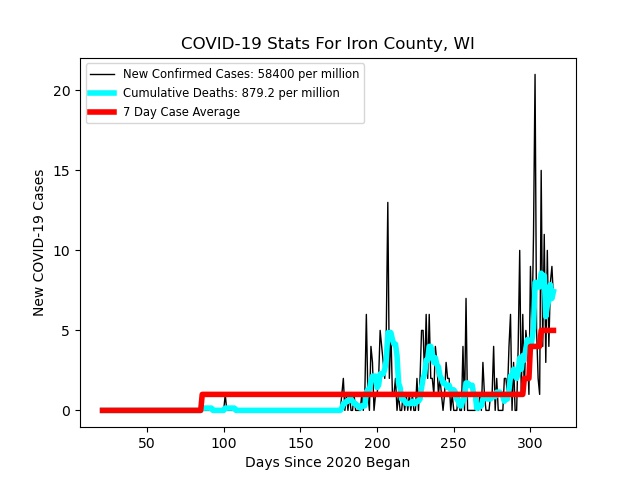 COVID-19 Stats For Iron County, WI
New Confirmed Cases: 58400 per million
Cumulative Deaths: 879.2 per million
7 Day Case Average
New COVID-19 Cases
20
15
10
5
0
50 100 150 200 250 300
Days Since 2020 Began